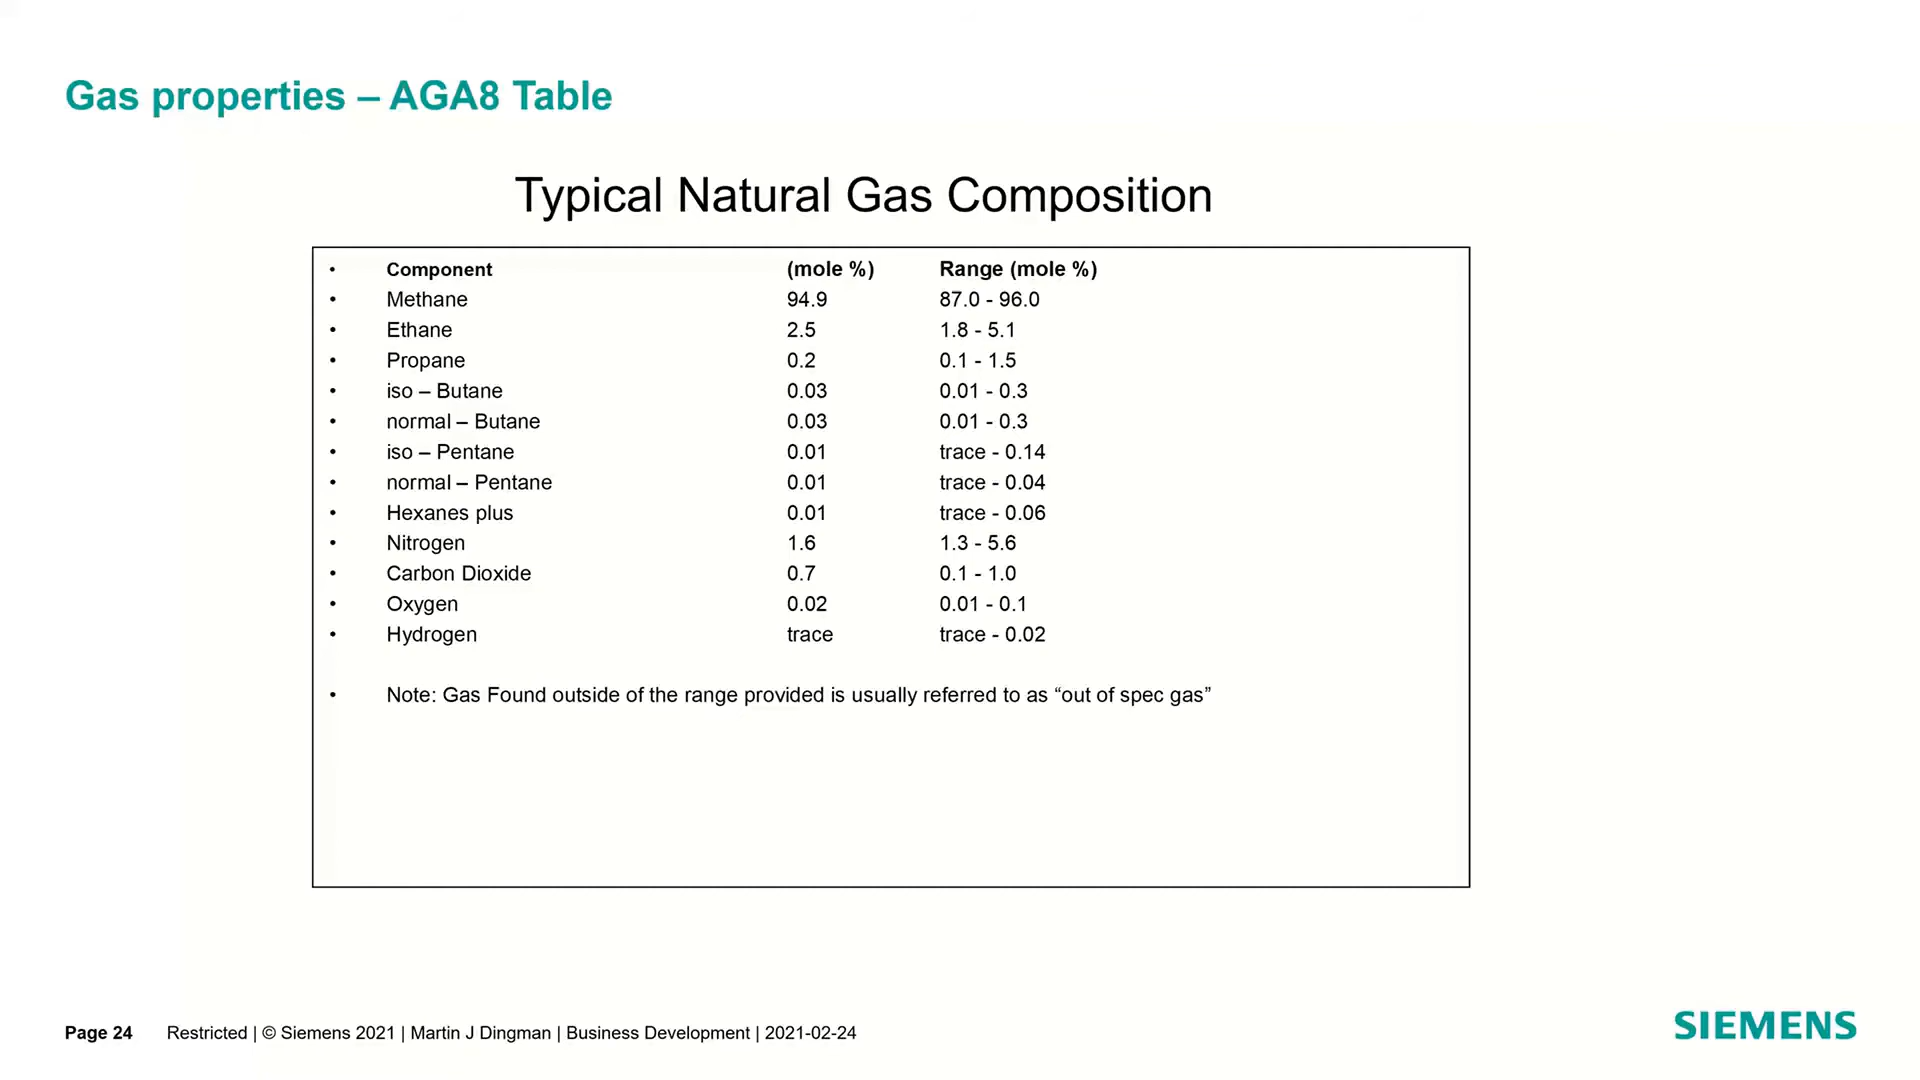 Gas properties – AGA8 Table
Typical Natural Gas Composition
• Component (mole %) Range (mole %)
• Methane 94.9 87.0 - 96.0
• Ethane 2.5 1.8 - 5.1
• Propane 0.2 0.1 - 1.5
• iso – Butane 0.03 0.01 - 0.3
• normal – Butane 0.03 0.01 - 0.3
• iso – Pentane 0.01 trace - 0.14
• normal – Pentane 0.01 trace - 0.04
• Hexanes plus 0.01 trace - 0.06
• Nitrogen 1.6 1.3 - 5.6
• Carbon Dioxide 0.7 0.1 - 1.0
• Oxygen 0.02 0.01 - 0.1
• Hydrogen trace trace - 0.02
• Note: Gas Found outside of the range provided is usually referred to as “out of spec gas”
Page 24 Restricted | © Siemens 2021 | Martin J Dingman | Business Development | 2021-02-24
SIEMENS